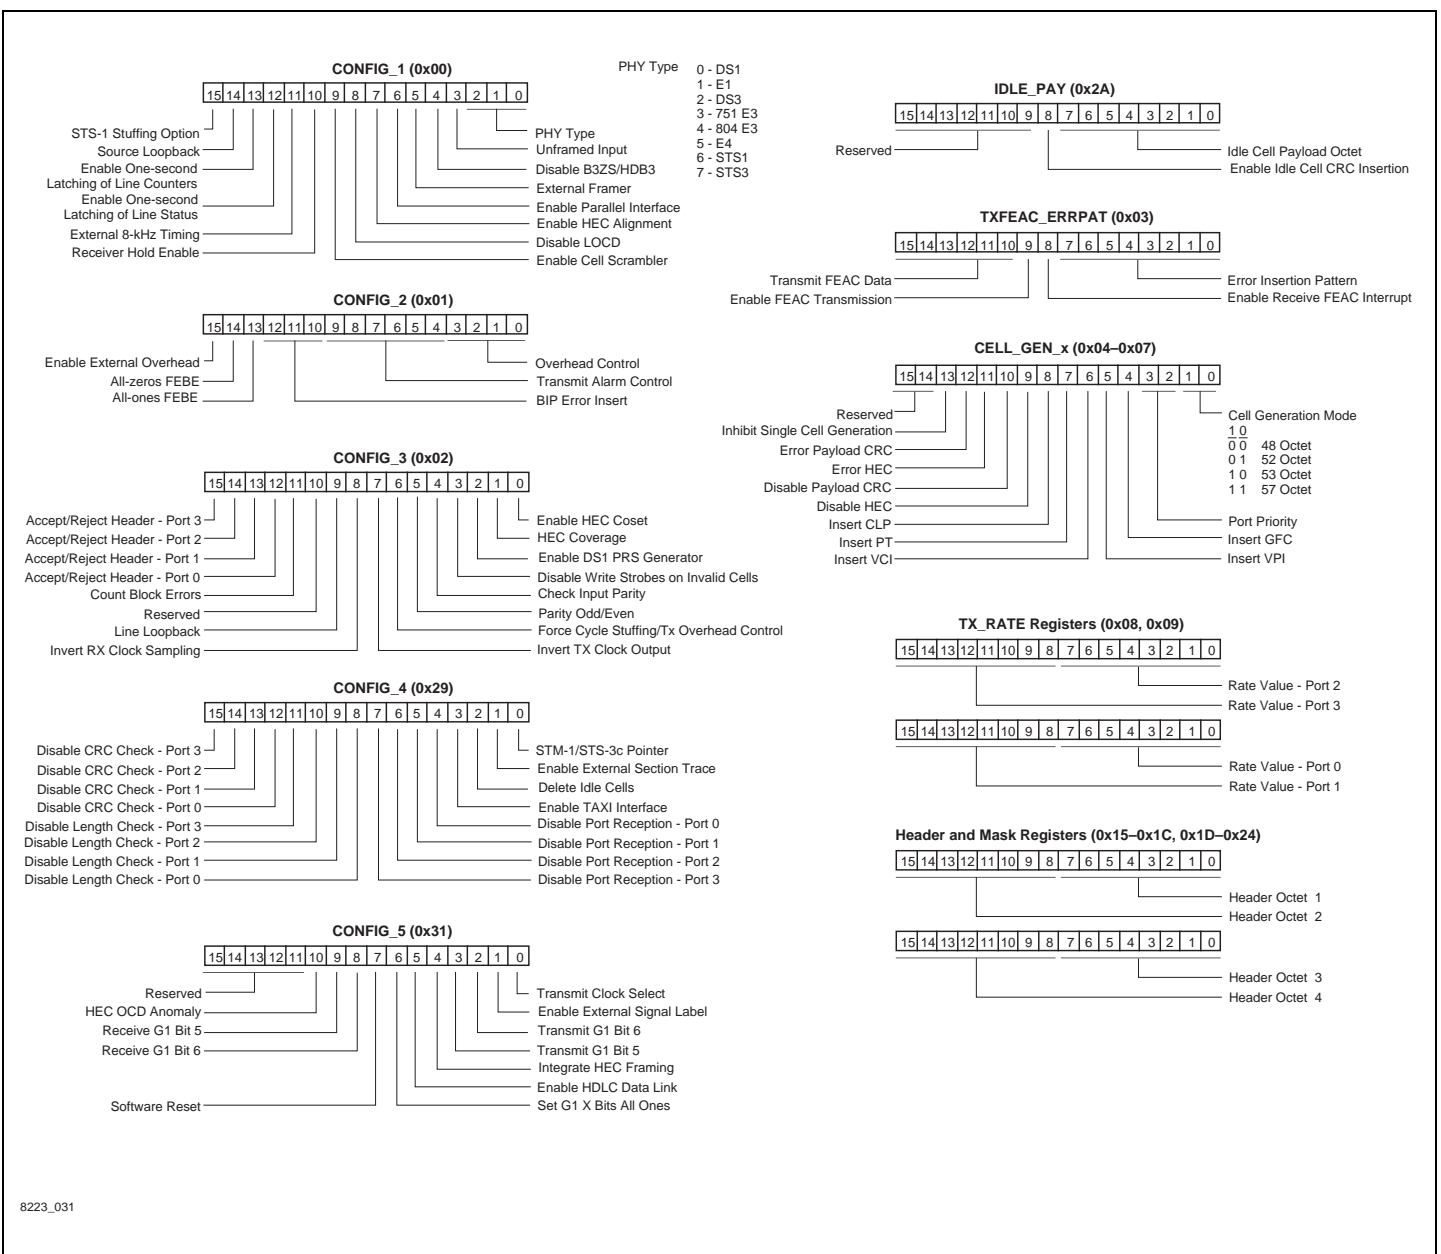 CONFIG_1 (0x00)
15 14 13 12 11 10 9 8 7 6 5 4 3 2 1 0
STS-1 Stuffing Option
Source Loopback
Enable One-second
Latching of Line Counters
Enable One-second
Latching of Line Status
External 8-kHz Timing
Receiver Hold Enable
PHY Type
Unframed Input
Disable B3ZS/HDB3
External Framer
Enable Parallel Interface
Enable HEC Alignment
Disable LOCD
Enable Cell Scrambler
PHY Type
0 - DS1
1 - E1
2 - DS3
3 - 751 E3
4 - 804 E3
5 - E4
6 - STS1
7 - STS3
CONFIG_2 (0x01)
15 14 13 12 11 10 9 8 7 6 5 4 3 2 1 0
Enable External Overhead
All-zeros FEBE
All-ones FEBE
Overhead Control
Transmit Alarm Control
BIP Error Insert
CONFIG_3 (0x02)
15 14 13 12 11 10 9 8 7 6 5 4 3 2 1 0
Accept/Reject Header - Port 3
Accept/Reject Header - Port 2
Accept/Reject Header - Port 1
Accept/Reject Header - Port 0
Count Block Errors
Reserved
Line Loopback
Invert RX Clock Sampling
Enable HEC Coset
HEC Coverage
Enable DS1 PRS Generator
Disable Write Strobes on Invalid Cells
Check Input Parity
Parity Odd/Even
Force Cycle Stuffing/Tx Overhead Control
Invert TX Clock Output
CONFIG_4 (0x29)
15 14 13 12 11 10 9 8 7 6 5 4 3 2 1 0
Disable CRC Check - Port 3
Disable CRC Check - Port 2
Disable CRC Check - Port 1
Disable CRC Check - Port 0
Disable Length Check - Port 3
Disable Length Check - Port 2
Disable Length Check - Port 1
Disable Length Check - Port 0
STM-1/STS-3c Pointer
Enable External Section Trace
Delete Idle Cells
Enable TAXI Interface
Disable Port Reception - Port 0
Disable Port Reception - Port 1
Disable Port Reception - Port 2
Disable Port Reception - Port 3
CONFIG_5 (0x31)
15 14 13 12 11 10 9 8 7 6 5 4 3 2 1 0
Reserved
HEC OCD Anomaly
Receive G1 Bit 5
Receive G1 Bit 6
Software Reset
Transmit Clock Select
Enable External Signal Label
Transmit G1 Bit 6
Transmit G1 Bit 5
Integrate HEC Framing
Enable HDLC Data Link
Set G1 X Bits All Ones
IDLE_PAY (0x2A)
15 14 13 12 11 10 9 8 7 6 5 4 3 2 1 0
Reserved
Idle Cell Payload Octet
Enable Idle Cell CRC Insertion
TXFEAC_ERRPAT (0x03)
15 14 13 12 11 10 9 8 7 6 5 4 3 2 1 0
Transmit FEAC Data
Enable FEAC Transmission
Error Insertion Pattern
Enable Receive FEAC Interrupt
CELL_GEN_x (0x04–0x07)
15 14 13 12 11 10 9 8 7 6 5 4 3 2 1 0
Reserved
Inhibit Single Cell Generation
Error Payload CRC
Error HEC
Disable Payload CRC
Disable HEC
Insert CLP
Insert PT
Insert VCI
Cell Generation Mode
1 0
0 0 48 Octet
0 1 52 Octet
1 0 53 Octet
1 1 57 Octet
Port Priority
Insert GFC
Insert VPI
TX_RATE Registers (0x08, 0x09)
15 14 13 12 11 10 9 8 7 6 5 4 3 2 1 0
Rate Value - Port 2
Rate Value - Port 3
15 14 13 12 11 10 9 8 7 6 5 4 3 2 1 0
Rate Value - Port 0
Rate Value - Port 1
Header and Mask Registers (0x15–0x1C, 0x1D–0x24)
15 14 13 12 11 10 9 8 7 6 5 4 3 2 1 0
Header Octet 1
Header Octet 2
15 14 13 12 11 10 9 8 7 6 5 4 3 2 1 0
Header Octet 3
Header Octet 4
8223_031